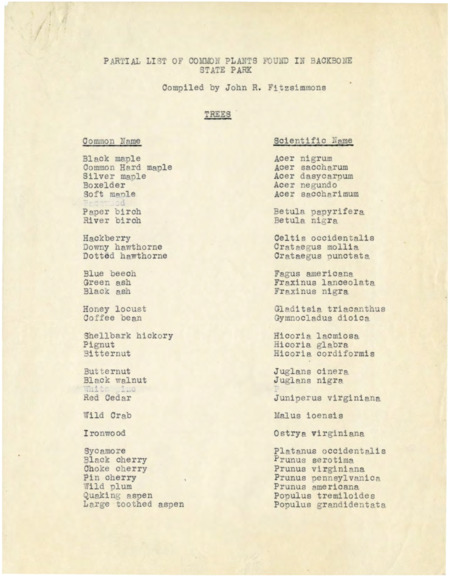 PARTIAL LIST OF COMMON PLANTS FOUND IN BACKBONE
STATE PARK
Compiled by John R. Fitzsimmons
TREES
Common Name Scientific Name
Black maple Acer nigrum
Common Hard maple Acer saccharum
Silver maple Acer dasycarpum
Boxelder Acer negundo
Soft maple Acer saccharimum
Paper birch Betula papyrifera
River birch Betula nigra
Hackberry Celtis occidentalis
Downy hawthorne Crataegus mollia
Dotted hawthorne Crataegus punctata
Blue beech Fagus americana
Green ash Fraxinus lanceolata
Black ash Fraxinus nigra
Honey locust Gladitsia triacanthus
Coffee bean Gymnocladus dioica
Shellbark hickory Hicoria lacmiosa
Pignut Hicoria glabra
Bitternut Hicoria cordiformis
Butternut Juglans cinera
Black walnut Juglans nigra
White pine
Red Cedar Juniperus virginiana
Wild Crab Malus ioensis
Ironwood Ostrya virginiana
Sycamore Platanus occidentalis
Black cherry Prunus serotima
Choke cherry Prunus virginiana
Pin cherry Prunus pennsylvanica
Wild plum Prunus americana
Quaking aspen Populus tremiloides
Large toothed aspen Populus grandidentata